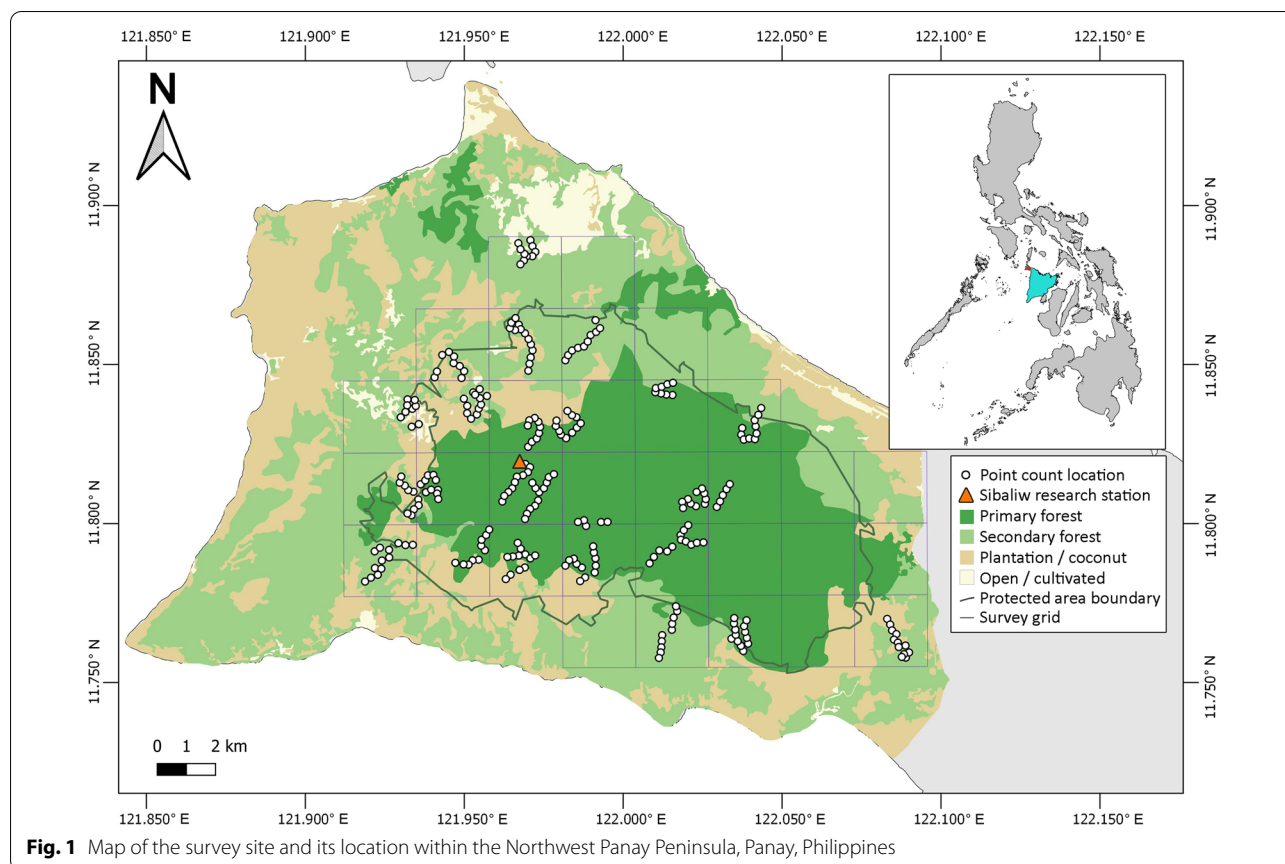 121.850° E 121.900° E 121.950° E 122.000° E 122.050° E 122.100° E 122.150° E
N
11.900° N 11.900° N
11.850° N 11.850° N
Point count location
Sibaliw research station
Primary forest
Secondary forest
Plantation / coconut
Open / cultivated
Protected area boundary
Survey grid
11.800° N 11.800° N
11.750° N 11.750° N
0 1 2 km
121.850° E 121.900° E 121.950° E 122.000° E 122.050° E 122.100° E 122.150° E
Fig. 1 Map of the survey site and its location within the Northwest Panay Peninsula, Panay, Philippines